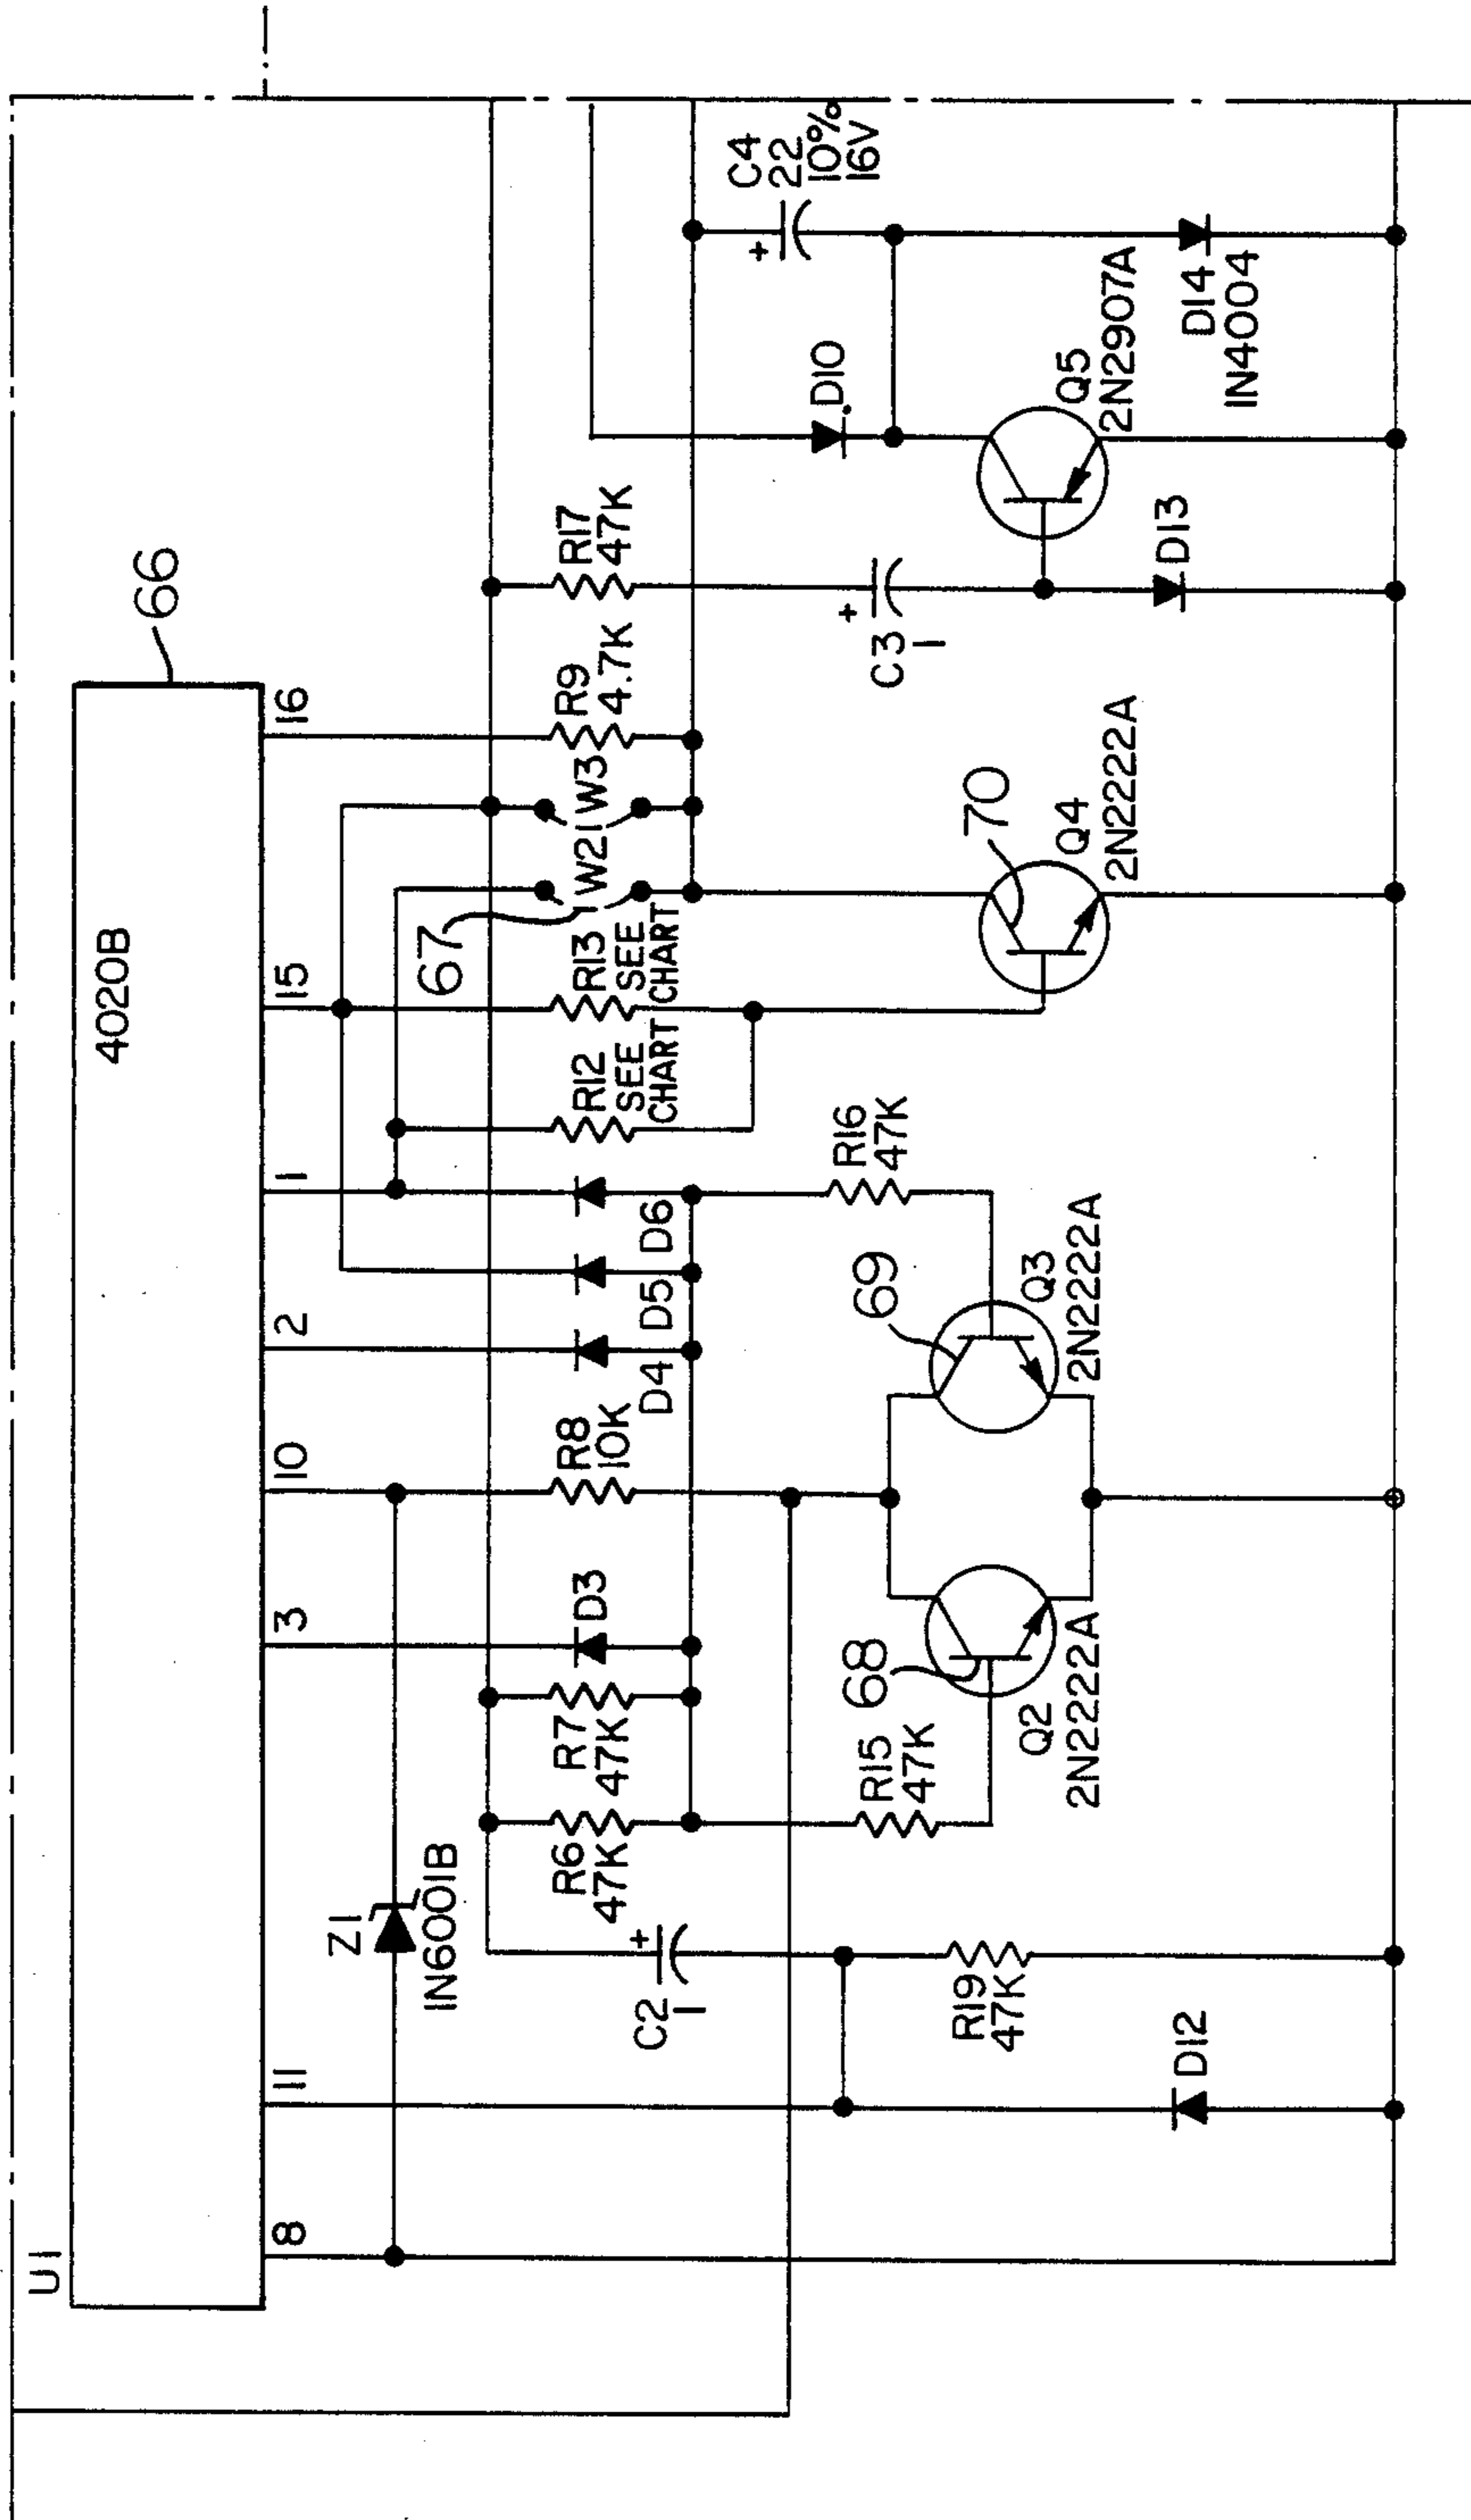 U1
4020B
66
8
11
10
3
2
1
15
16
Z1
IN6001B
67
R6
47K
R7
47K
D3
R8
10K
D4
D5
D6
R12
SEE
CHART
R13
SEE
CHART
W2
W3
R9
4.7K
R17
47K
C2
1
+
R15
47K
R16
47K
68
69
70
C3
1
+
D10
C4
22
10%
16V
+
R19
47K
D12
Q2
2N2222A
Q3
2N2222A
Q4
2N2222A
D13
Q5
2N2907A
D14
IN4004